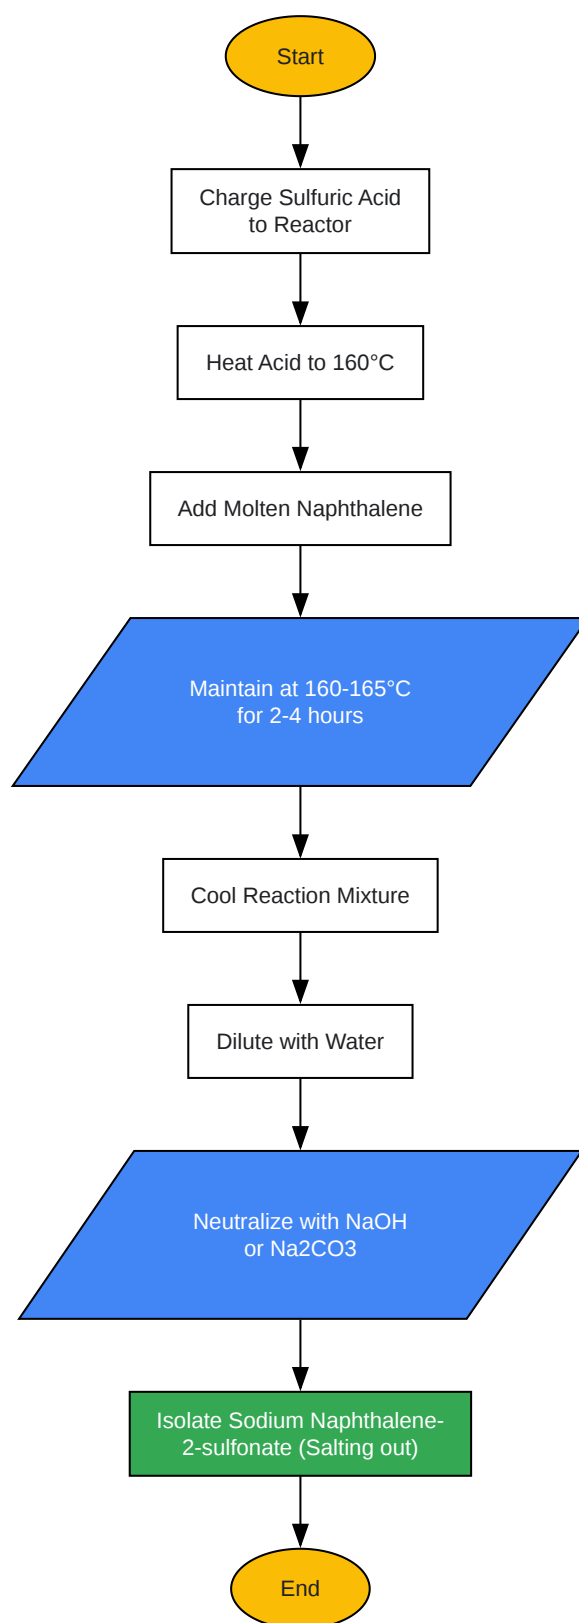 Start
Charge Sulfuric Acid
to Reactor
Heat Acid to 160°C
Add Molten Naphthalene
Maintain at 160-165°C
for 2-4 hours
Cool Reaction Mixture
Dilute with Water
Neutralize with NaOH
or Na2CO3
Isolate Sodium Naphthalene-
2-sulfonate (Salting out)
End